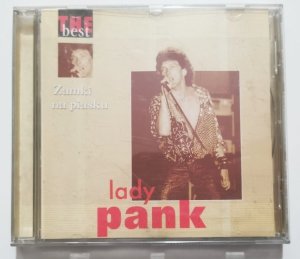 THE
best
Zamki
na piasku
lady
pank